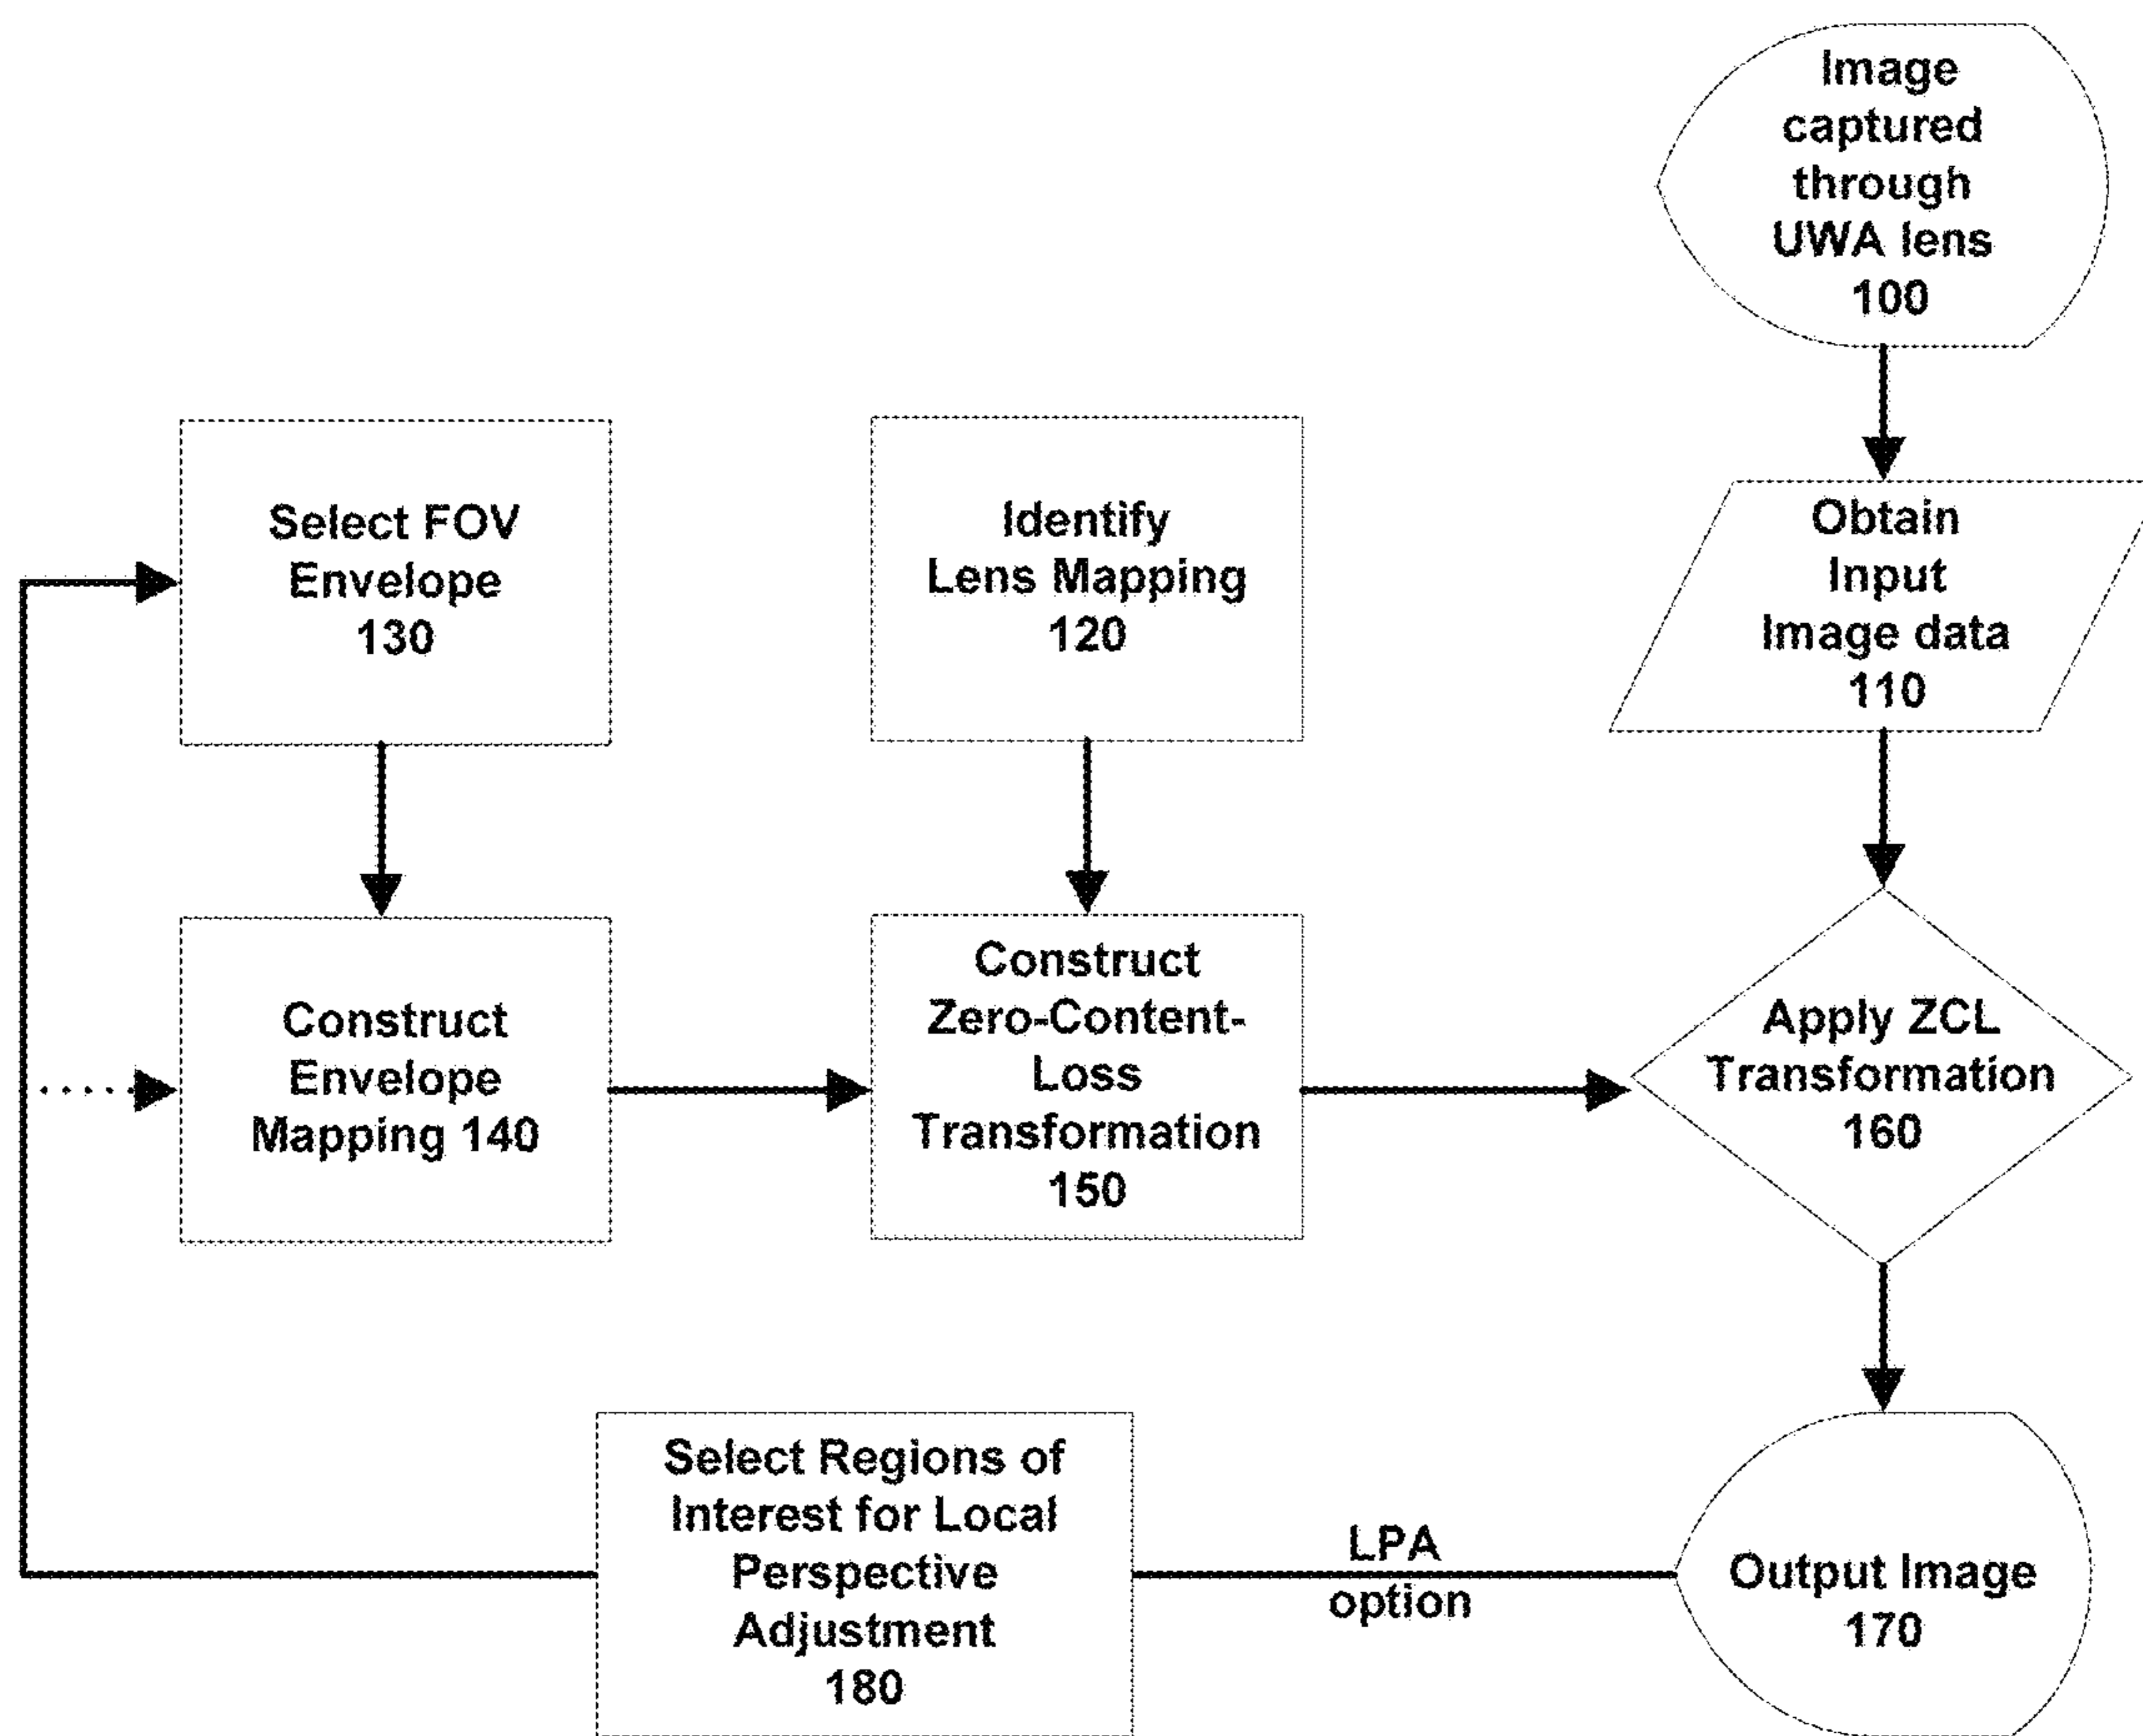 Image
captured
through
UWA lens
100
Select FOV
Envelope
130
Identify
Lens Mapping
120
Obtain
Input
Image data
110
Construct
Envelope
Mapping 140
Construct
Zero-Content-
Loss
Transformation
150
Apply ZCL
Transformation
160
Select Regions of
Interest for Local
Perspective
Adjustment
180
LPA
option
Output Image
170